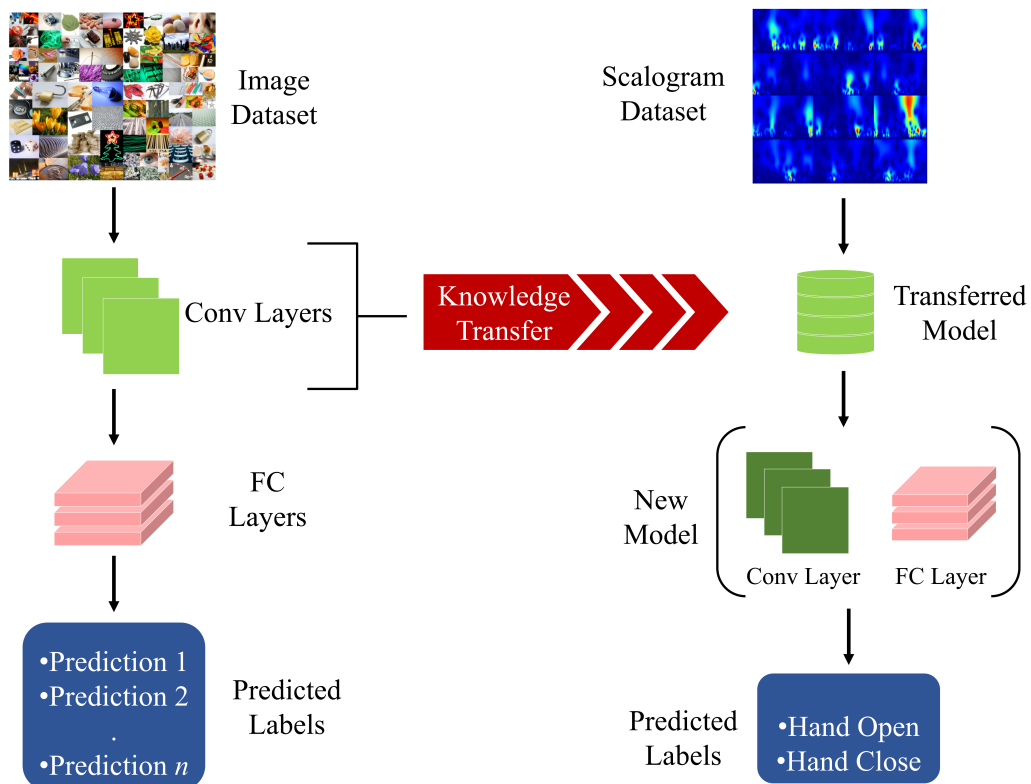 Image
Dataset
Scalogram
Dataset
Conv Layers
Knowledge
Transfer
Transferred
Model
FC
Layers
New
Model
Conv Layer
FC Layer
•Prediction 1
•Prediction 2
.
•Prediction n
Predicted
Labels
Predicted
Labels
•Hand Open
•Hand Close